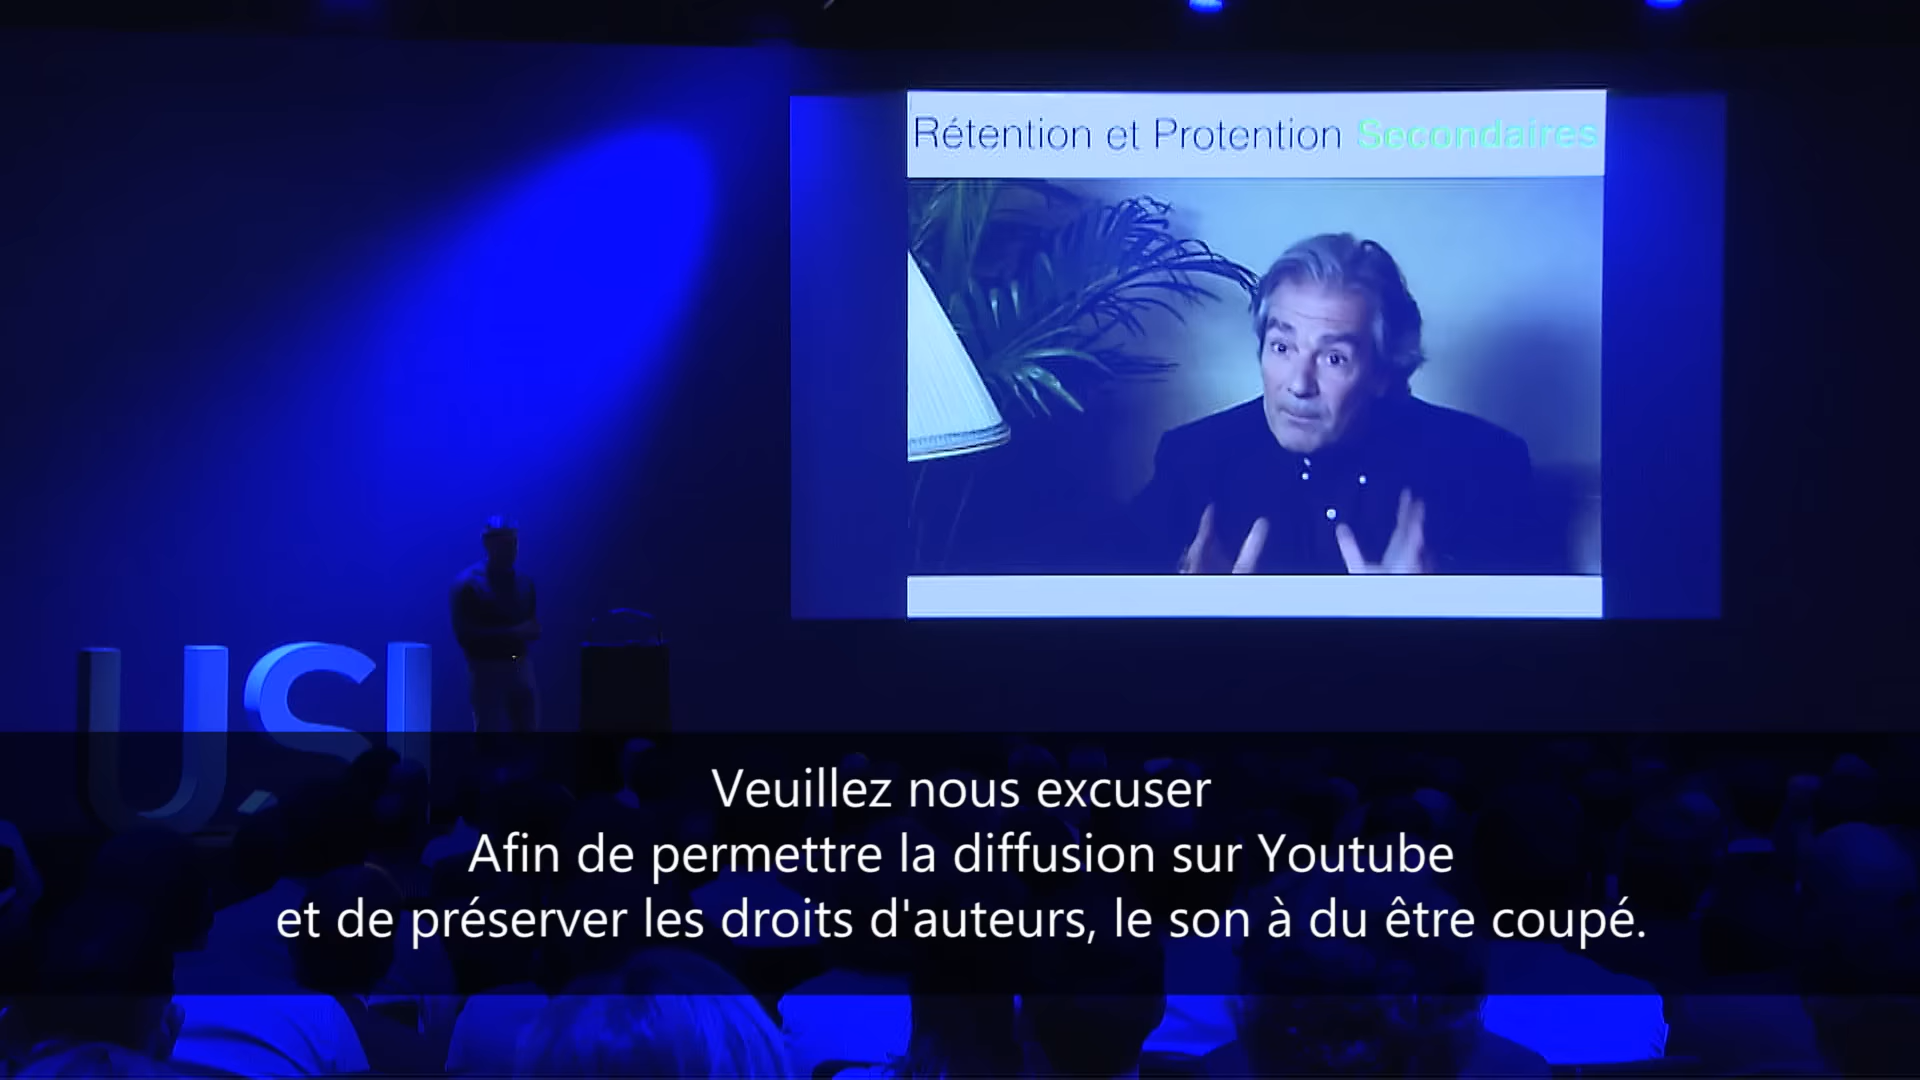 Rétention et Protention Secondaires
USI
Veuillez nous excuser
Afin de permettre la diffusion sur Youtube
et de préserver les droits d'auteurs, le son à du être coupé.